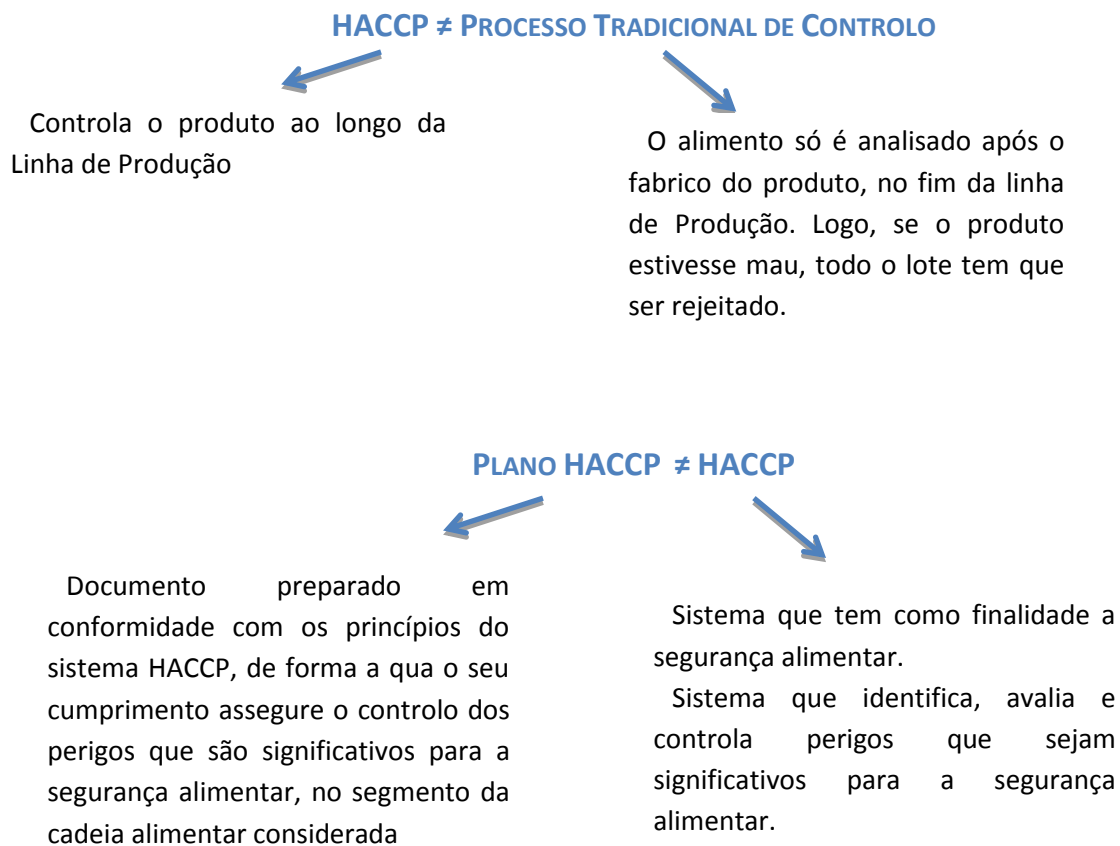 HACCP ≠ PROCESSO TRADICIONAL DE CONTROLO
Controla o produto ao longo da
Linha de Produção
O alimento só é analisado após o
fabrico do produto, no fim da linha
de Produção. Logo, se o produto
estivesse mau, todo o lote tem que
ser rejeitado.
PLANO HACCP ≠ HACCP
Documento preparado em
conformidade com os princípios do
sistema HACCP, de forma a qua o seu
cumprimento assegure o controlo dos
perigos que são significativos para a
segurança alimentar, no segmento da
cadeia alimentar considerada
Sistema que tem como finalidade a
segurança alimentar.
Sistema que identifica, avalia e
controla perigos que sejam
significativos para a segurança
alimentar.